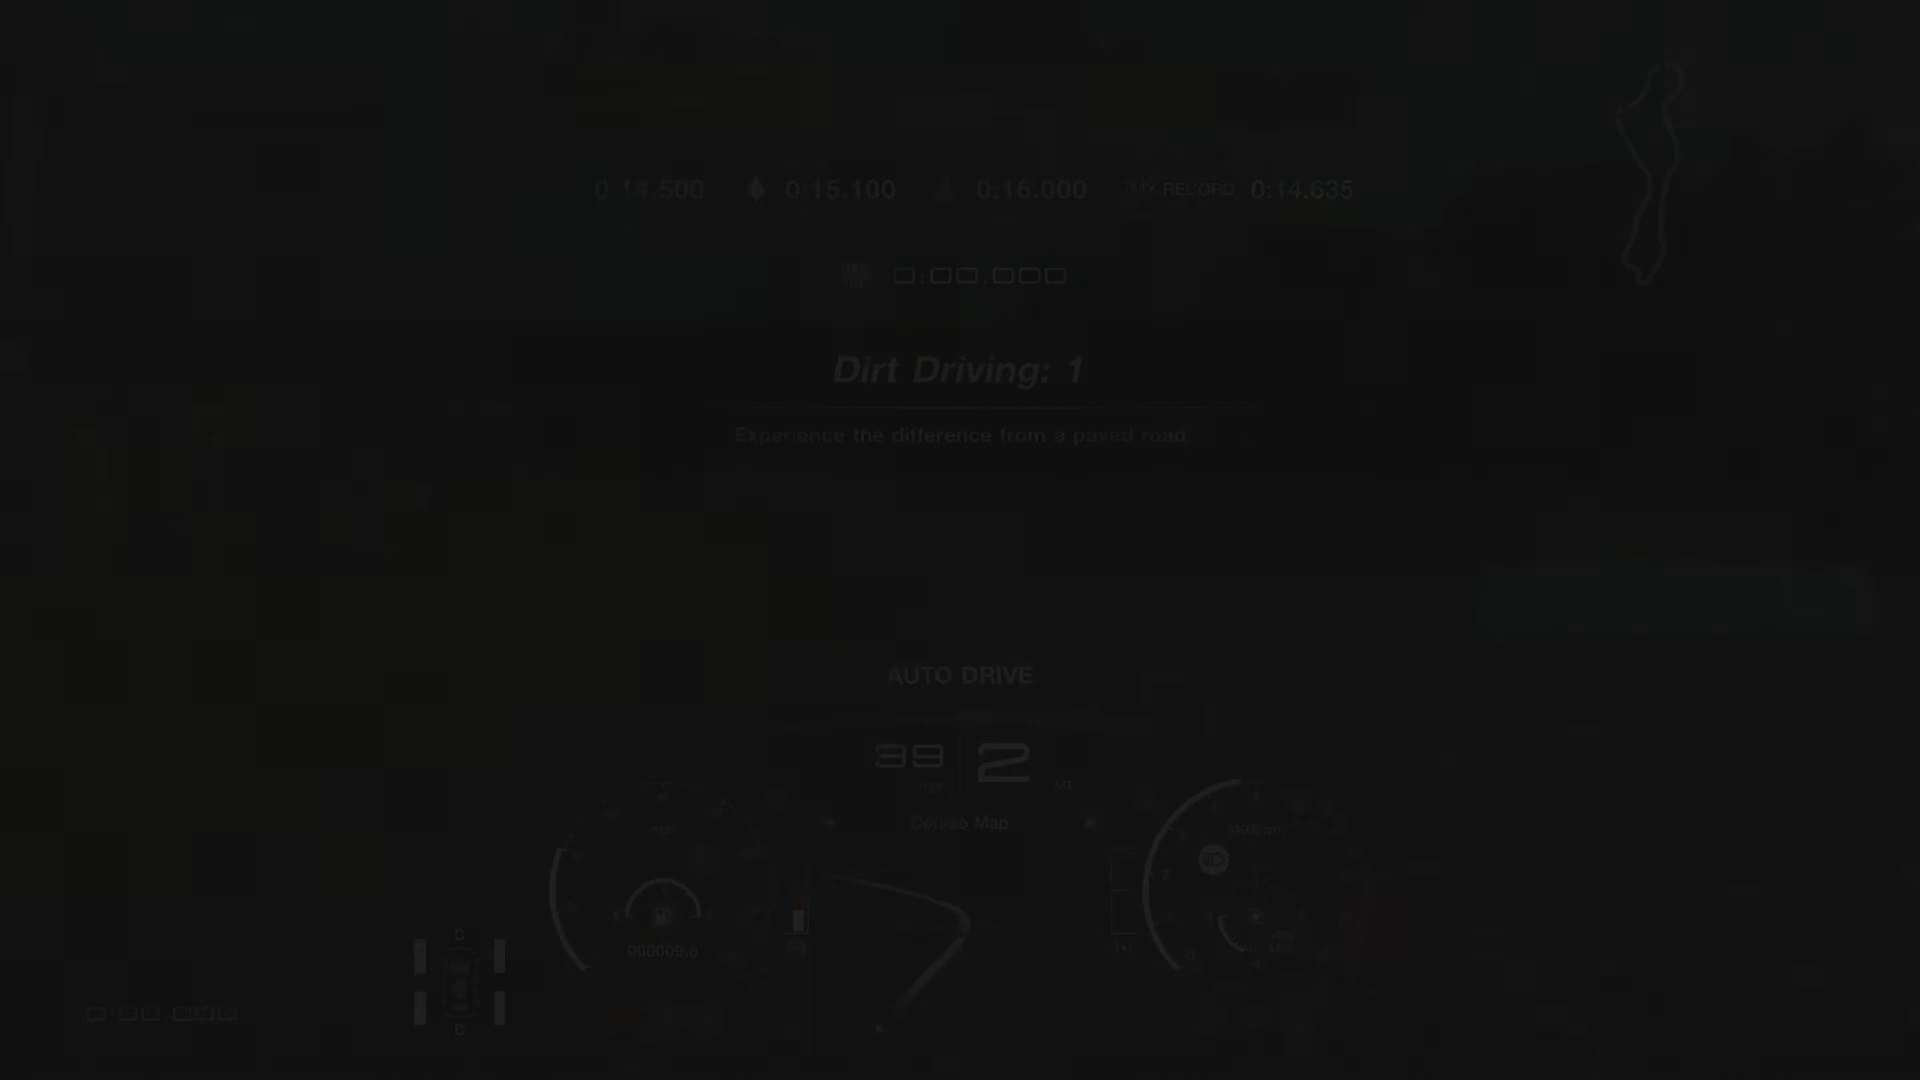 0:14.500 0:15.100 0:16.000 MY RECORD 0:14.635
0:00.000
Dirt Driving: 1
Experience the difference from a paved road
AUTO DRIVE
39 2 MT
Course Map
000009.6
D
D
0:00.000